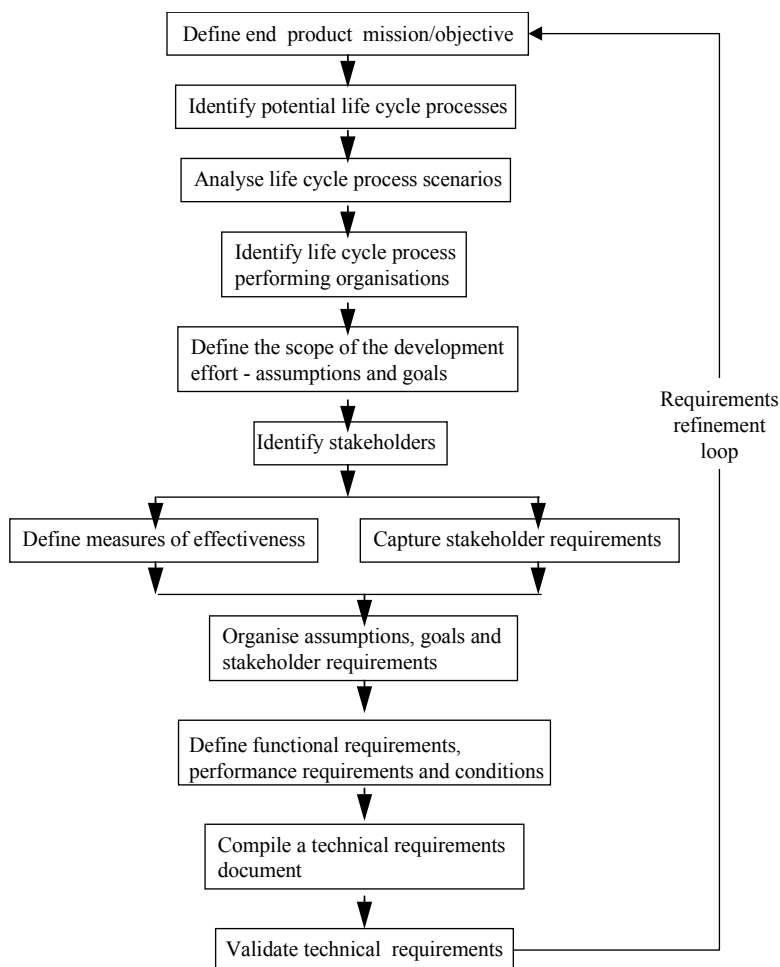 Define end product mission/objective
Identify potential life cycle processes
Analyse life cycle process scenarios
Identify life cycle process
performing organisations
Define the scope of the development
effort - assumptions and goals
Identify stakeholders
Define measures of effectiveness
Capture stakeholder requirements
Organise assumptions, goals and
stakeholder requirements
Define functional requirements,
performance requirements and conditions
Compile a technical requirements
document
Validate technical requirements
Requirements
refinement
loop